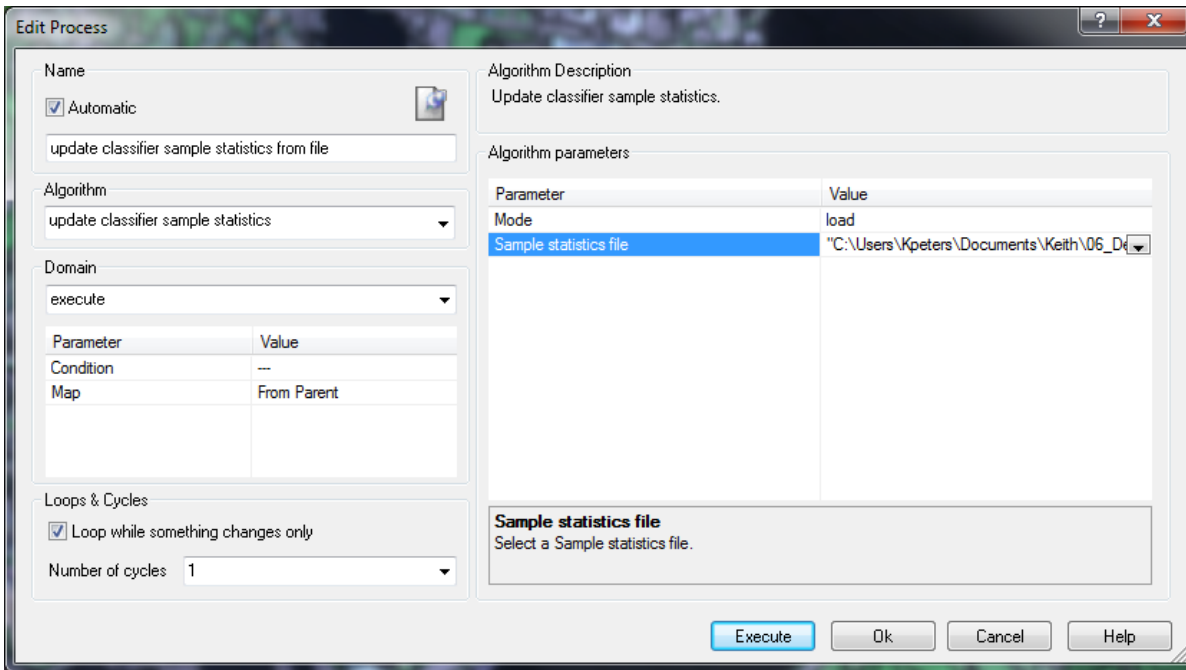 Edit Process
?
X
Name
Automatic
update classifier sample statistics from file
Algorithm
update classifier sample statistics
Domain
execute
Parameter Value
Condition ---
Map From Parent
Loops & Cycles
Loop while something changes only
Number of cycles 1
Algorithm Description
Update classifier sample statistics.
Algorithm parameters
Parameter Value
Mode load
Sample statistics file "C:\Users\Kpeters\Documents\Keith\06_De
Sample statistics file
Select a Sample statistics file.
Execute Ok Cancel Help